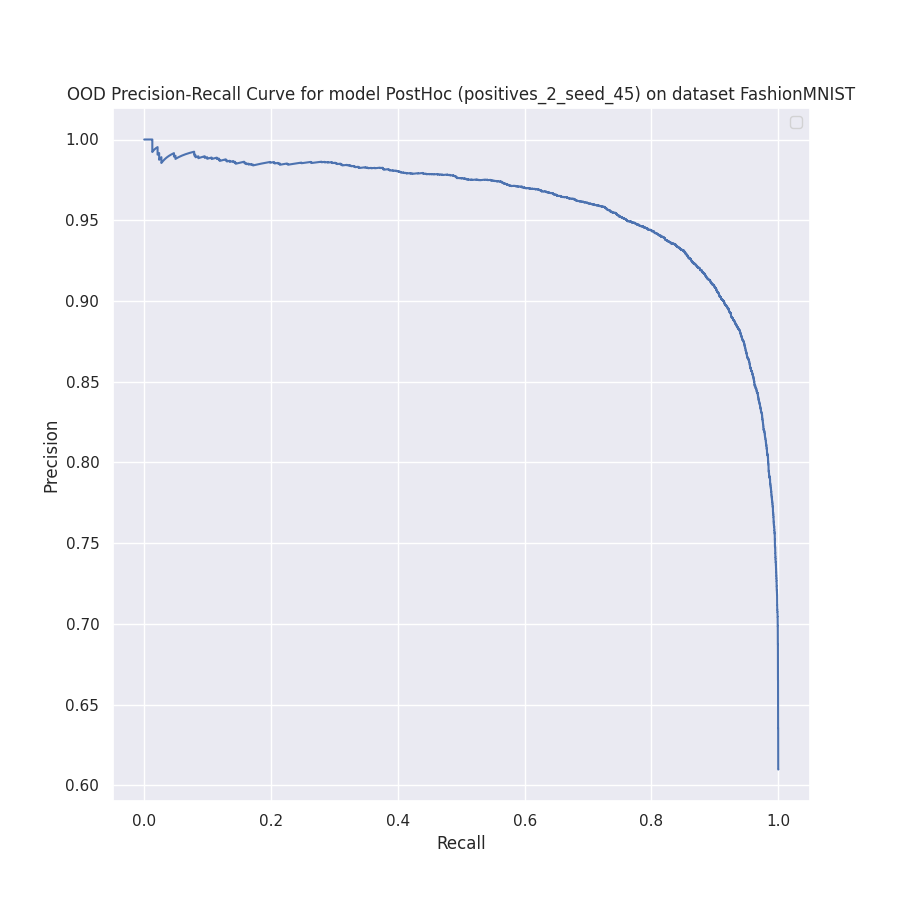 OOD Precision-Recall Curve for model PostHoc (positives_2_seed_45) on dataset FashionMNIST
1.00
0.95
0.90
0.85
0.80
0.75
0.70
0.65
0.60
Precision
0.0 0.2 0.4 0.6 0.8 1.0
Recall